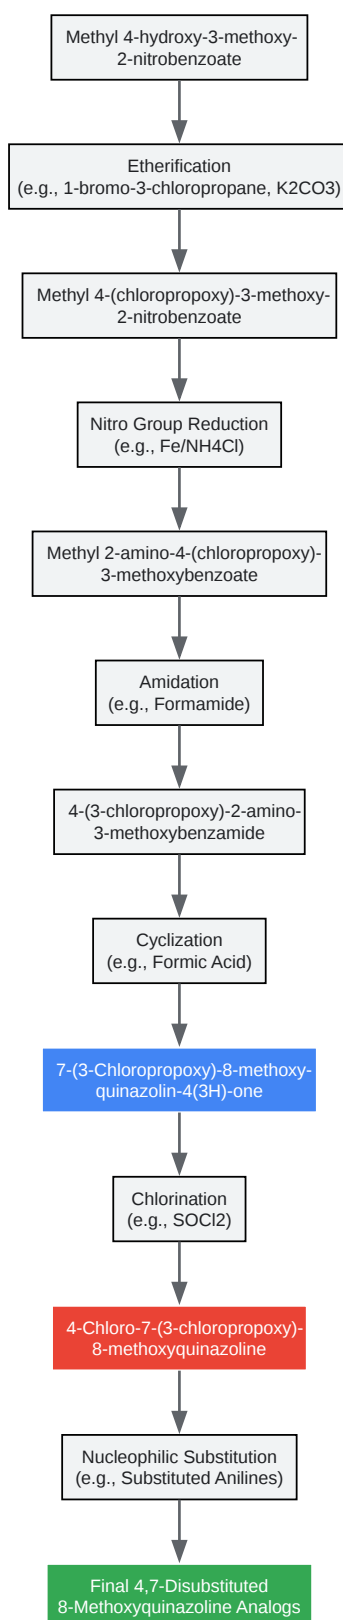 Methyl 4-hydroxy-3-methoxy-
2-nitrobenzoate
Etherification
(e.g., 1-bromo-3-chloropropane, K2CO3)
Methyl 4-(chloropropoxy)-3-methoxy-
2-nitrobenzoate
Nitro Group Reduction
(e.g., Fe/NH4Cl)
Methyl 2-amino-4-(chloropropoxy)-
3-methoxybenzoate
Amidation
(e.g., Formamide)
4-(3-chloropropoxy)-2-amino-
3-methoxybenzamide
Cyclization
(e.g., Formic Acid)
7-(3-Chloropropoxy)-8-methoxy-
quinazolin-4(3H)-one
Chlorination
(e.g., SOCl2)
4-Chloro-7-(3-chloropropoxy)-
8-methoxyquinazoline
Nucleophilic Substitution
(e.g., Substituted Anilines)
Final 4,7-Disubstituted
8-Methoxyquinazoline Analogs